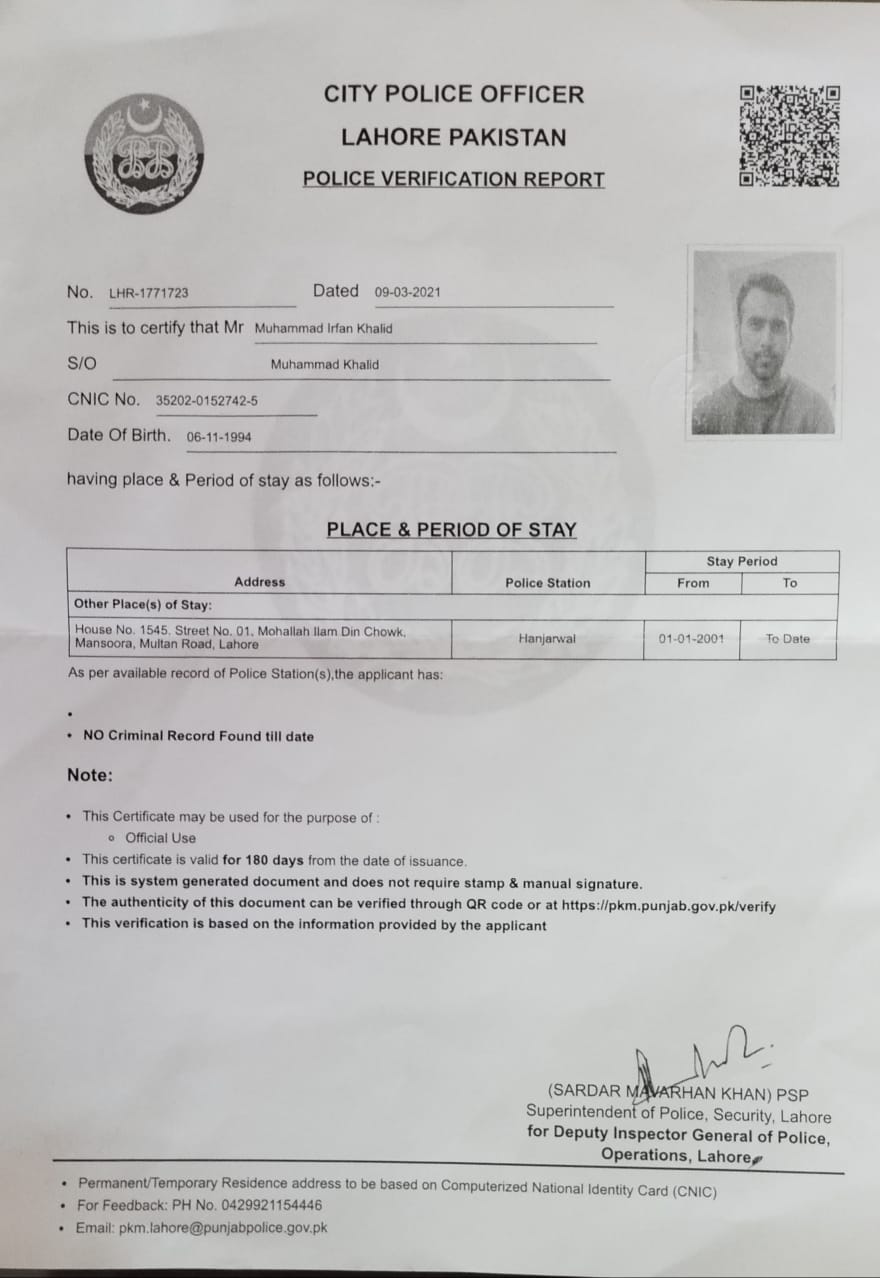 CITY POLICE OFFICER
LAHORE PAKISTAN
POLICE VERIFICATION REPORT
No. LHR-1771723 Dated 09-03-2021
This is to certify that Mr Muhammad Irfan Khalid
S/O Muhammad Khalid
CNIC No. 35202-0152742-5
Date Of Birth. 06-11-1994
having place & Period of stay as follows:-
PLACE & PERIOD OF STAY
Address Police Station Stay Period
From To
Other Place(s) of Stay:
House No. 1545, Street No. 01, Mohallah Ilam Din Chowk,
Mansoora, Multan Road, Lahore
Hanjarwal 01-01-2001 To Date
As per available record of Police Station(s),the applicant has:
•
• NO Criminal Record Found till date
Note:
• This Certificate may be used for the purpose of :
o Official Use
• This certificate is valid for 180 days from the date of issuance.
• This is system generated document and does not require stamp & manual signature.
• The authenticity of this document can be verified through QR code or at https://pkm.punjab.gov.pk/verify
• This verification is based on the information provided by the applicant
(SARDAR MAVARHAN KHAN) PSP
Superintendent of Police, Security, Lahore
for Deputy Inspector General of Police,
Operations, Lahore
• Permanent/Temporary Residence address to be based on Computerized National Identity Card (CNIC)
• For Feedback: PH No. 0429921154446
• Email: pkm.lahore@punjabpolice.gov.pk